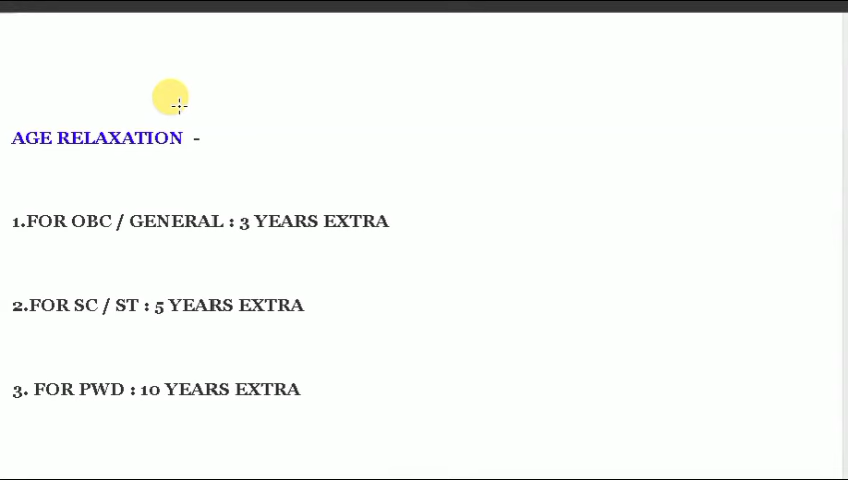 AGE RELAXATION -
1.FOR OBC / GENERAL : 3 YEARS EXTRA
2.FOR SC / ST : 5 YEARS EXTRA
3. FOR PWD : 10 YEARS EXTRA